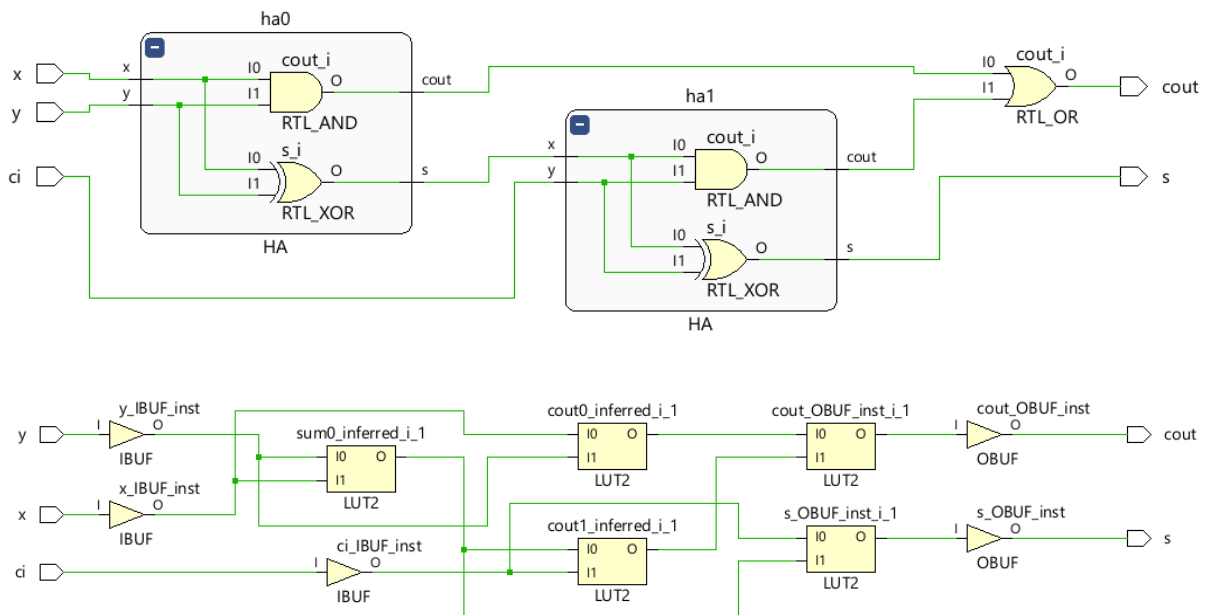 ha0
x
y
ci
x
y
I0
I1
cout_i
O
RTL_AND
cout
I0
I1
s_i
O
RTL_XOR
s
HA
ha1
x
y
I0
I1
cout_i
O
RTL_AND
cout
I0
I1
s_i
O
RTL_XOR
s
HA
cout_i
I0
I1
O
RTL_OR
cout
s
y
I
y_IBUF_inst
O
IBUF
x
I
x_IBUF_inst
O
IBUF
ci
I
ci_IBUF_inst
O
IBUF
sum0_inferred_i_1
I0
O
I1
LUT2
cout0_inferred_i_1
I0
O
I1
LUT2
cout1_inferred_i_1
I0
O
I1
LUT2
cout_OBUF_inst_i_1
I0
O
I1
LUT2
s_OBUF_inst_i_1
I0
O
I1
LUT2
cout_OBUF_inst
I
O
OBUF
cout
s_OBUF_inst
I
O
OBUF
s